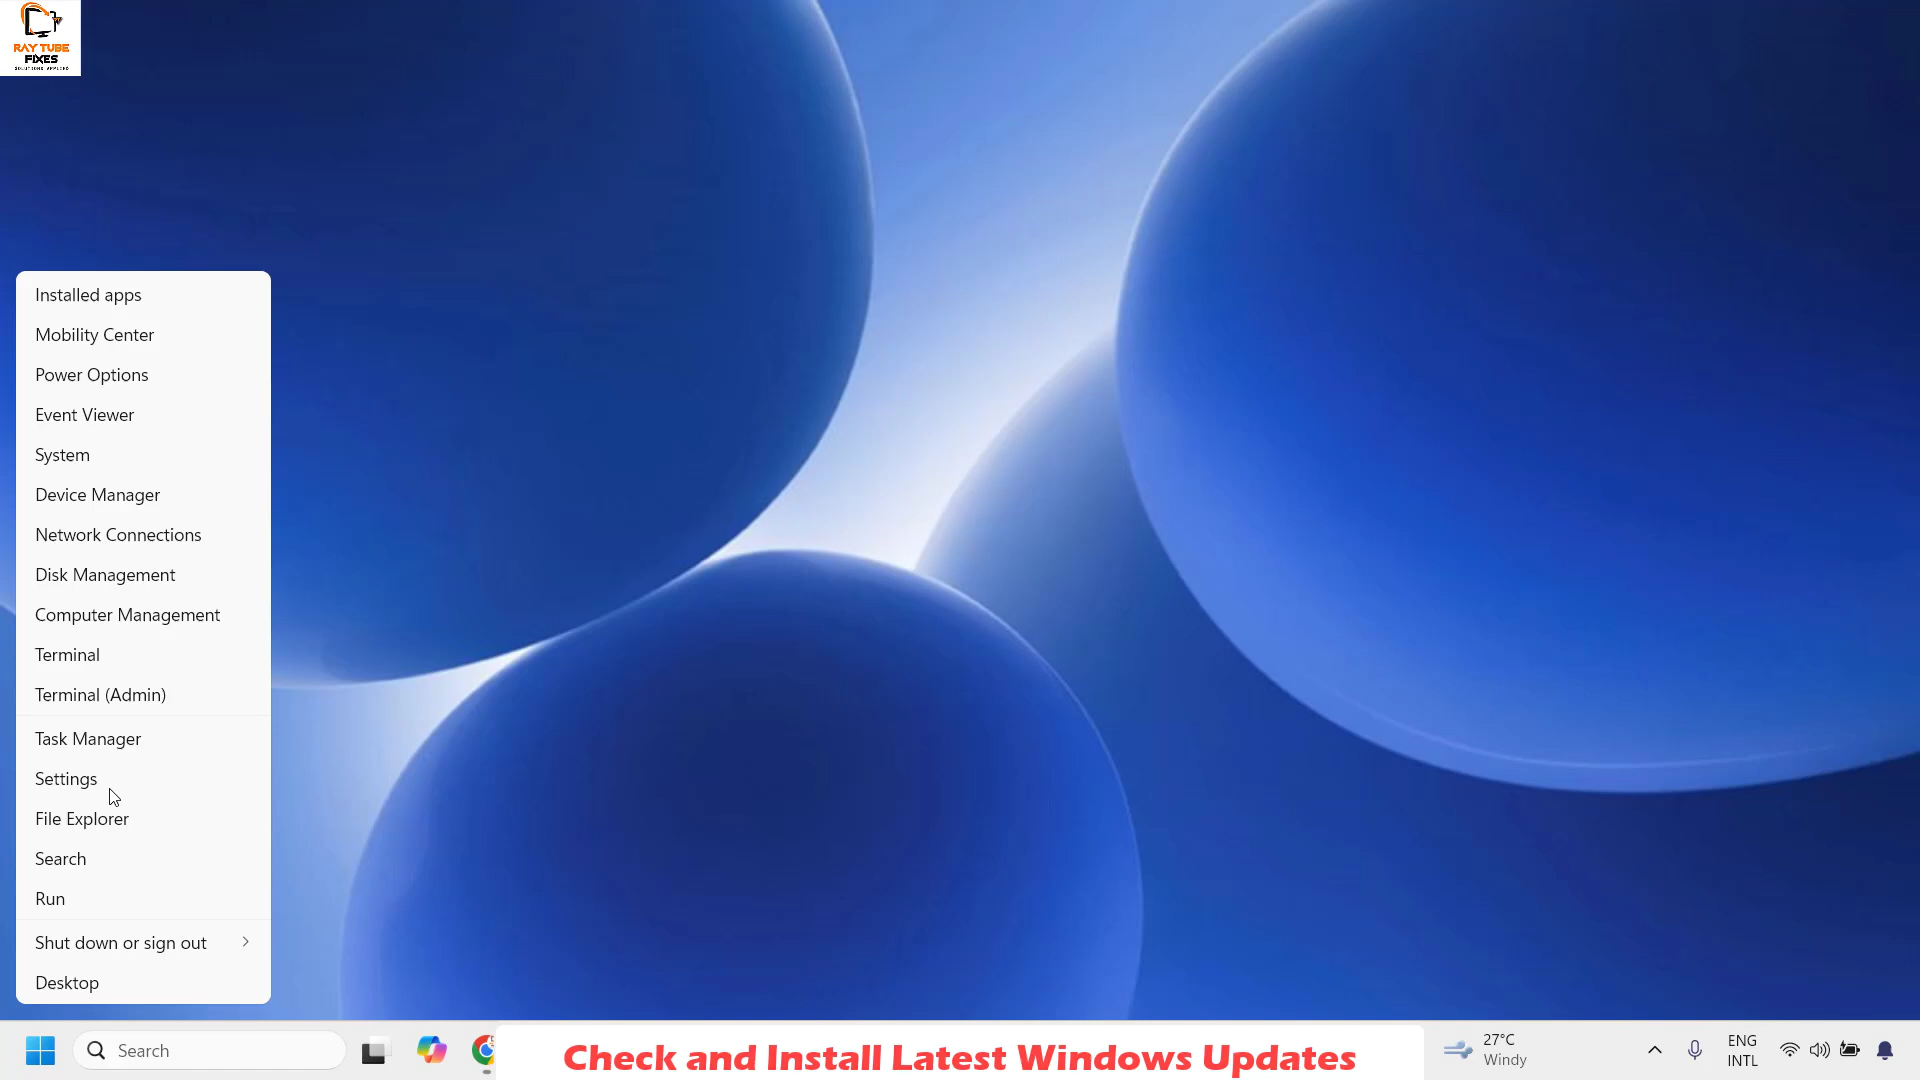 RAY TUBE
FIXES
SOLUTIONS APPLIED
Installed apps
Mobility Center
Power Options
Event Viewer
System
Device Manager
Network Connections
Disk Management
Computer Management
Terminal
Terminal (Admin)
Task Manager
Settings
File Explorer
Search
Run
Shut down or sign out
Desktop
Search
Check and Install Latest Windows Updates
27°C
Windy
ENG
INTL